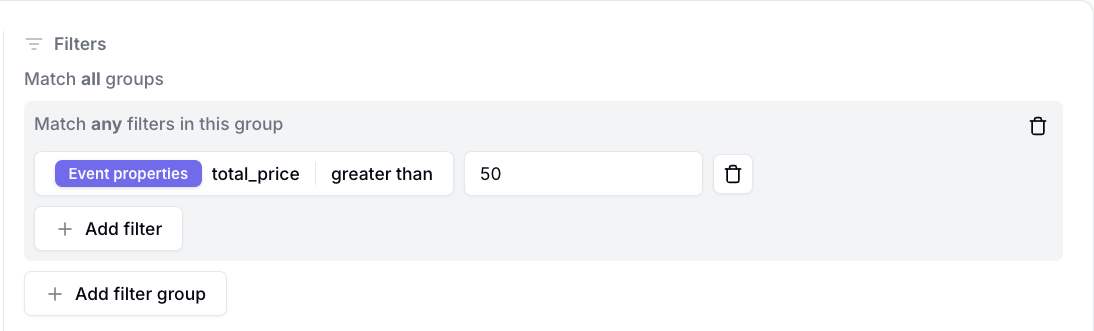 Filters
Match all groups
Match any filters in this group
Event properties total_price greater than 50
Add filter
Add filter group